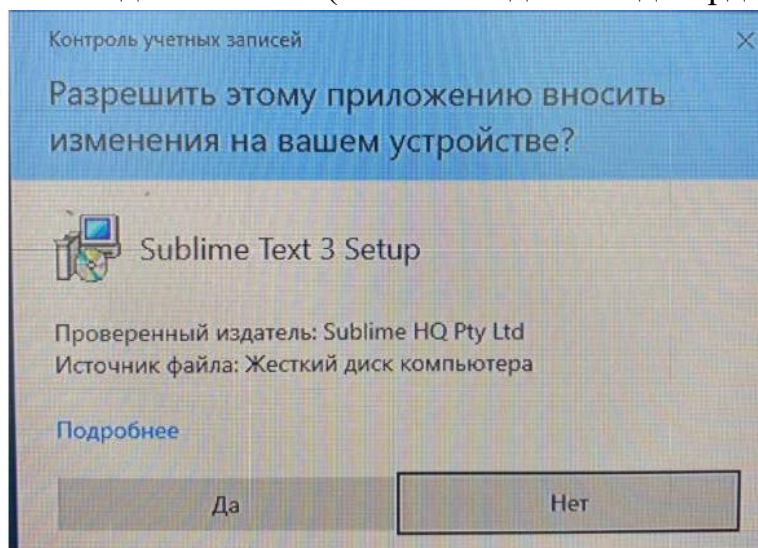 Контроль учетных записей
Разрешить этому приложению вносить
изменения на вашем устройстве?
Sublime Text 3 Setup
Проверенный издатель: Sublime HQ Pty Ltd
Источник файла: Жесткий диск компьютера
Подробнее
Да
Нет